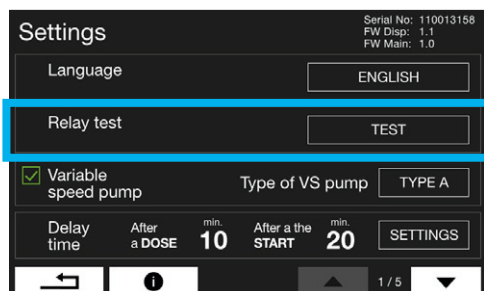 Settings
Serial No: 110013158
FW Disp: 1.1
FW Main: 1.0
Language ENGLISH
Relay test TEST
Variable speed pump Type of VS pump TYPE A
Delay time After a DOSE min. 10 After a the START min. 20 SETTINGS
1 / 5